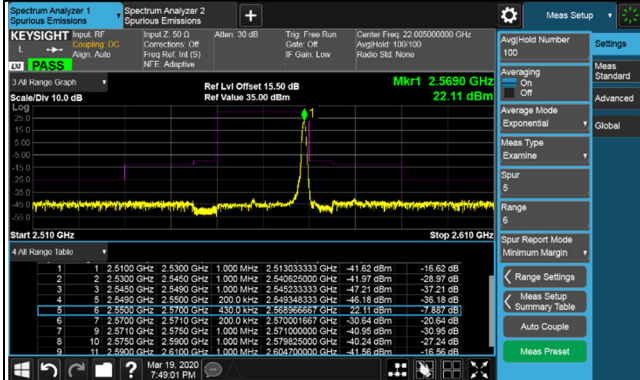 Spectrum Analyzer 1
Spurious Emissions
Spectrum Analyzer 2
Spurious Emissions
Meas Setup
KEYSIGHT
L
PASS
Input: RF
Coupling: DC
Align: Auto
Input Z: 50 Ω
Corrections: Off
Freq Ref: Int (S)
NFE: Adaptive
Atten: 30 dB
Trig: Free Run
Gate: Off
IF Gain: Low
Center Freq: 22.005000000 GHz
Avg|Hold: 100/100
Radio Std: None
3 All Range Graph
Scale/Div 10.0 dB
Ref Lvl Offset 15.50 dB
Ref Value 35.00 dBm
Mkr1 2.5690 GHz
22.11 dBm
Log
25.0
15.0
5.00
-5.00
-15.0
-25.0
-35.0
-45.0
-55.0
1
Start 2.510 GHz
Stop 2.610 GHz
4 All Range Table
1 1 2.5100 GHz 2.5300 GHz 1.000 MHz 2.513033333 GHz -41.62 dBm -16.62 dB
2 2 2.5300 GHz 2.5450 GHz 1.000 MHz 2.540625000 GHz -41.97 dBm -28.97 dB
3 3 2.5450 GHz 2.5490 GHz 1.000 MHz 2.545233333 GHz -47.21 dBm -37.21 dB
4 5 2.5490 GHz 2.5500 GHz 200.0 kHz 2.549348333 GHz -46.18 dBm -36.18 dB
5 6 2.5500 GHz 2.5700 GHz 430.0 kHz 2.568966667 GHz 22.11 dBm -7.887 dB
6 7 2.5700 GHz 2.5710 GHz 200.0 kHz 2.570001667 GHz -30.64 dBm -20.64 dB
7 9 2.5710 GHz 2.5750 GHz 1.000 MHz 2.571000000 GHz -40.95 dBm -30.95 dB
8 10 2.5750 GHz 2.5900 GHz 1.000 MHz 2.579825000 GHz -40.24 dBm -27.24 dB
9 11 2.5900 GHz 2.6100 GHz 1.000 MHz 2.604700000 GHz -41.56 dBm -16.56 dB
Avg|Hold Number
100
Averaging
On
Off
Average Mode
Exponential
Meas Type
Examine
Spur
5
Range
6
Spur Report Mode
Minimum Margin
Range Settings
Meas Setup
Summary Table
Auto Couple
Meas Preset
Settings
Meas
Standard
Advanced
Global
Mar 19, 2020
7:49:01 PM